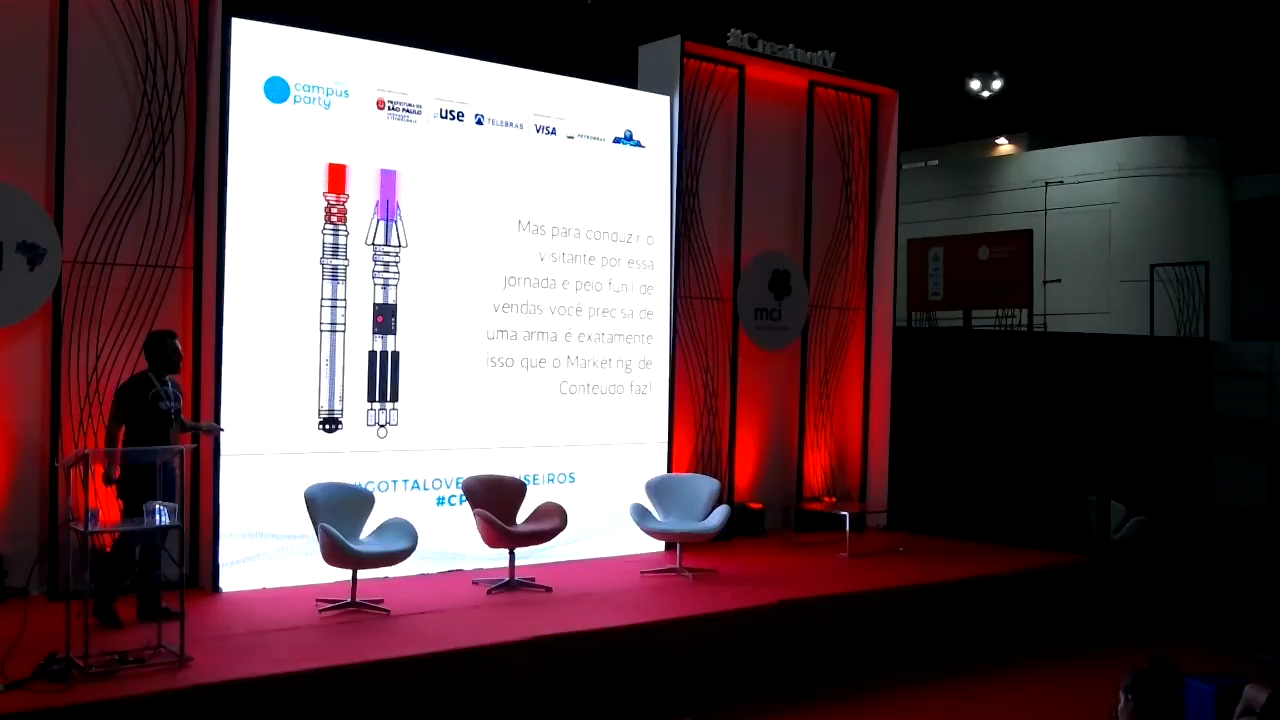 #Creativity
campus
party
PREFEITURA DE
SÃO PAULO
use
TELEBRAS
VISA
PETROBRAS
Mas para conduzir o
visitante por essa
jornada e pelo funil de
vendas você precisa de
uma arma e exatamente
isso que o Marketing de
Conteudo faz!
mci
#GOTTALOVE
USEIROS
#CP